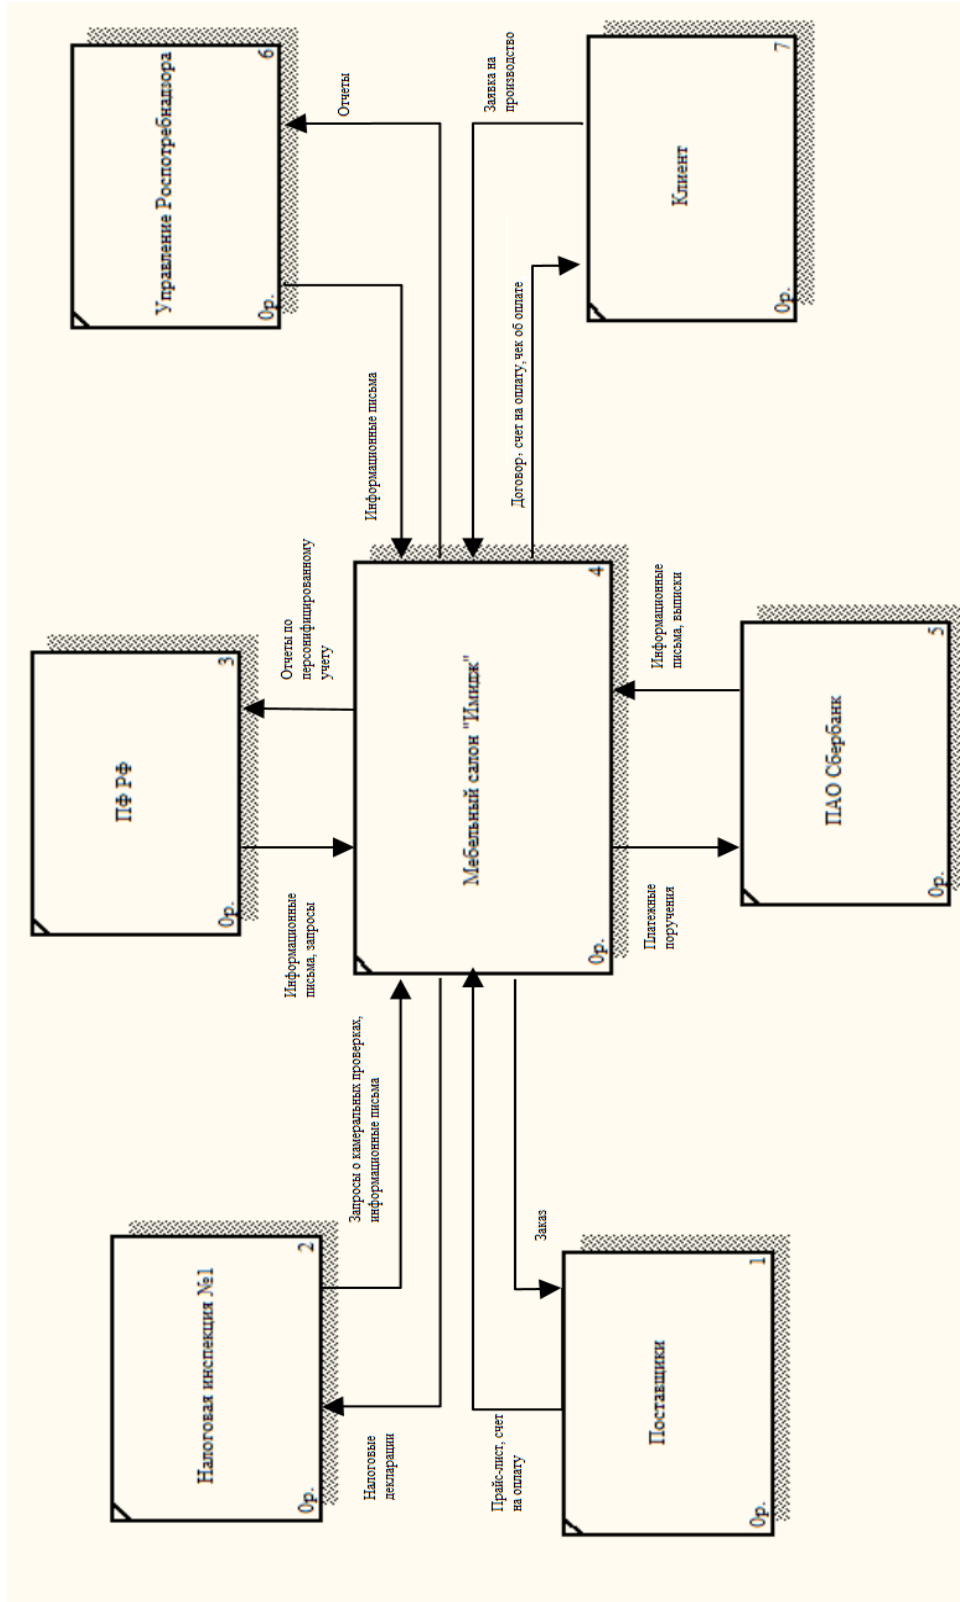 Налоговая инспекция №1
0р.
2
ПФ РФ
0р.
3
Управление Роспотребнадзора
0р.
6
Информационные
письма, запросы
Отчеты по
персонифицированному
учету
Информационные письма
Отчеты
Налоговые
декларации
Запросы о камеральных проверках,
информационные письма
Мебельный салон "Имидж"
0р.
4
Заявка на
производство
Договор, счет на оплату, чек об оплате
Прайс-лист, счет
на оплату
Заказ
Платежные
поручения
Информационные
письма, выписки
Поставщики
0р.
1
ПАО Сбербанк
0р.
5
Клиент
0р.
7